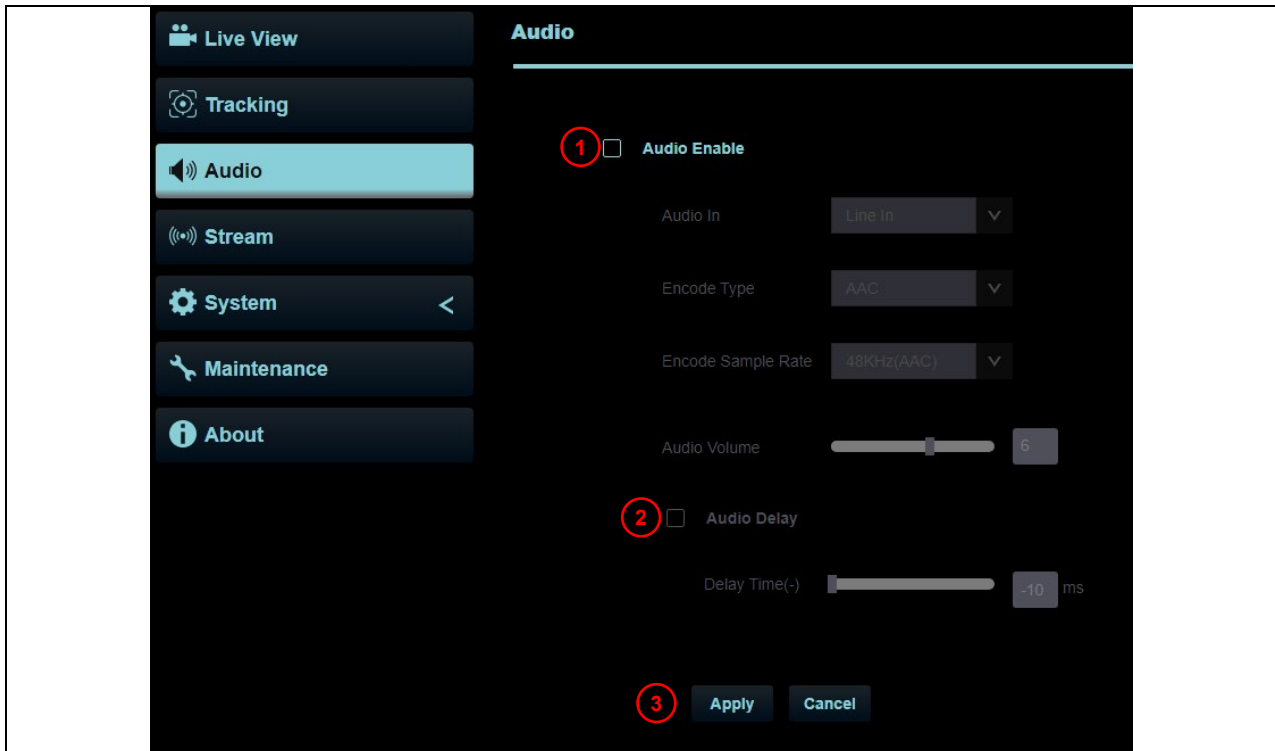 Live View
Tracking
Audio
Stream
System <
Maintenance
About
Audio
1 Audio Enable
Audio In Line In
Encode Type AAC
Encode Sample Rate 48KHz(AAC)
Audio Volume 6
2 Audio Delay
Delay Time(-) -10 ms
3 Apply Cancel